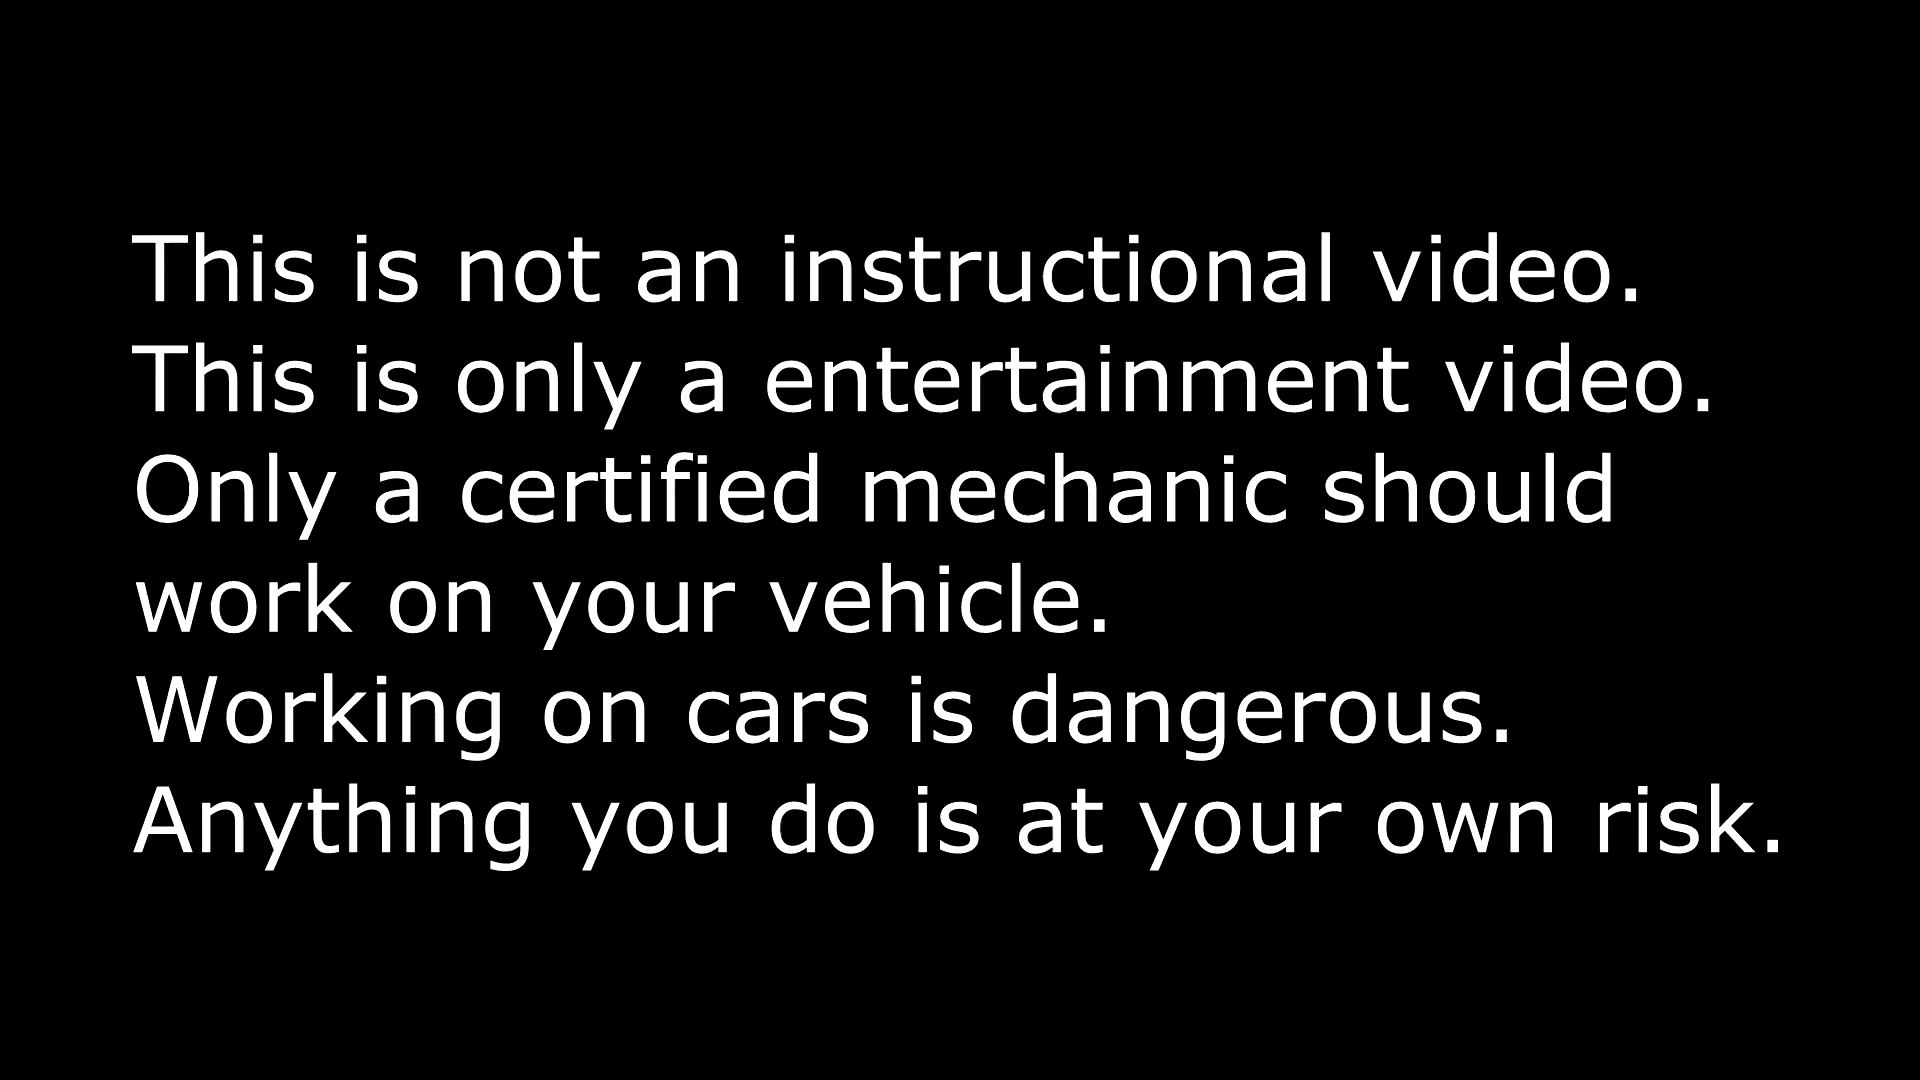 This is not an instructional video.
This is only a entertainment video.
Only a certified mechanic should
work on your vehicle.
Working on cars is dangerous.
Anything you do is at your own risk.